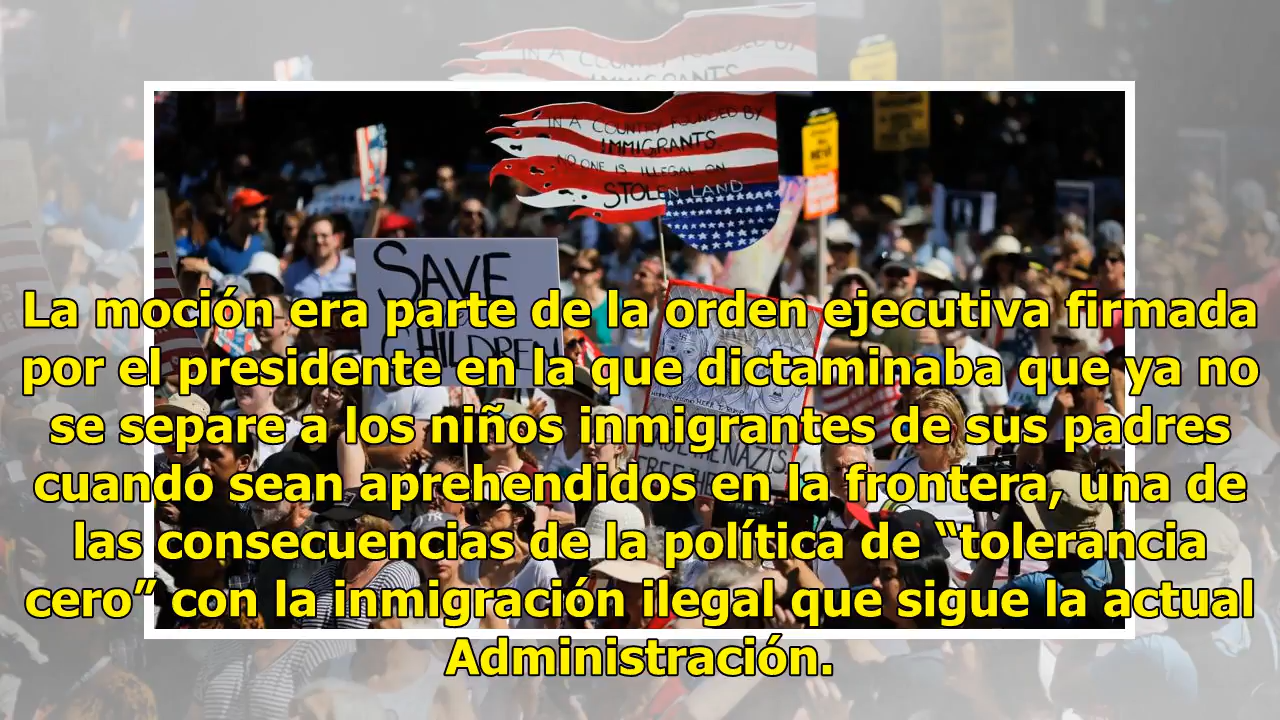 IN A COUNTRY FOUNDED BY
IMMIGRANTS
NO ONE IS ILLEGAL ON
STOLEN LAND
SAVE
CHILDREN
La moción era parte de la orden ejecutiva firmada
por el presidente en la que dictaminaba que ya no
se separe a los niños inmigrantes de sus padres
cuando sean aprehendidos en la frontera, una de
las consecuencias de la política de “tolerancia
cero” con la inmigración ilegal que sigue la actual
Administración.